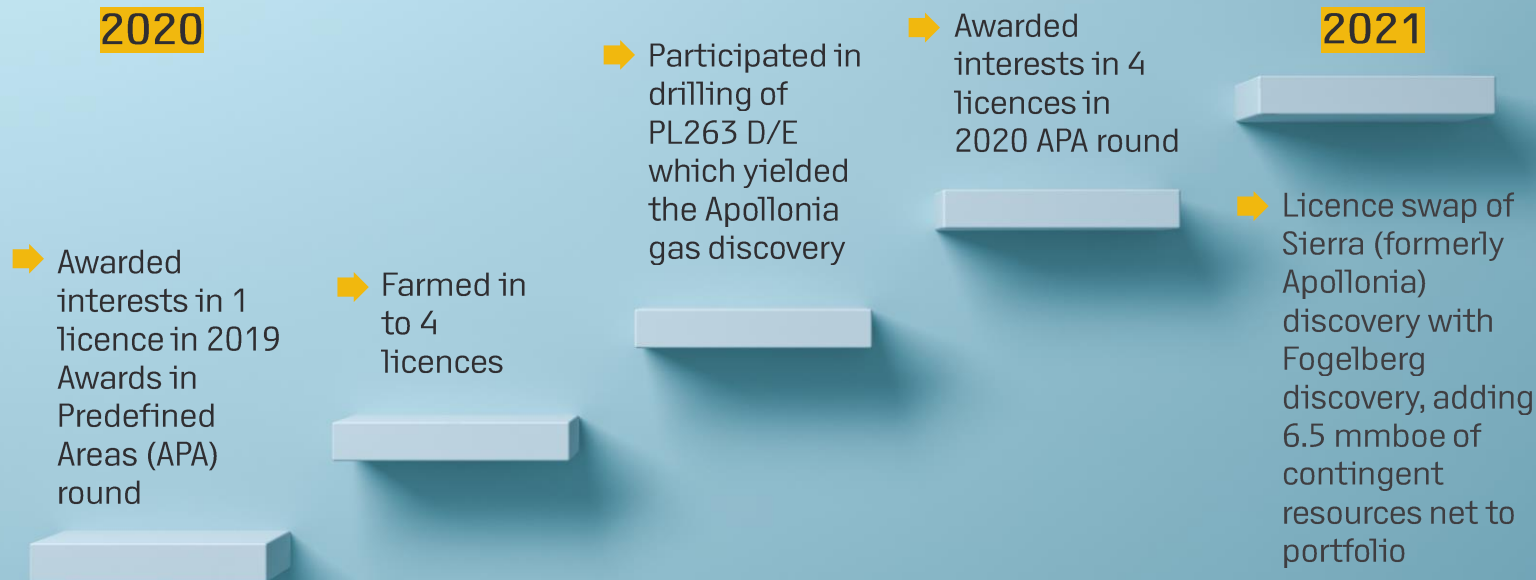 2020
Awarded
interests in 1
licence in 2019
Awards in
Predefined
Areas (APA)
round
Farmed in
to 4
licences
Participated in
drilling of
PL263 D/E
which yielded
the Apollonia
gas discovery
Awarded
interests in 4
licences in
2020 APA round
2021
Licence swap of
Sierra (formerly
Apollonia)
discovery with
Fogelberg
discovery, adding
6.5 mmboe of
contingent
resources net to
portfolio